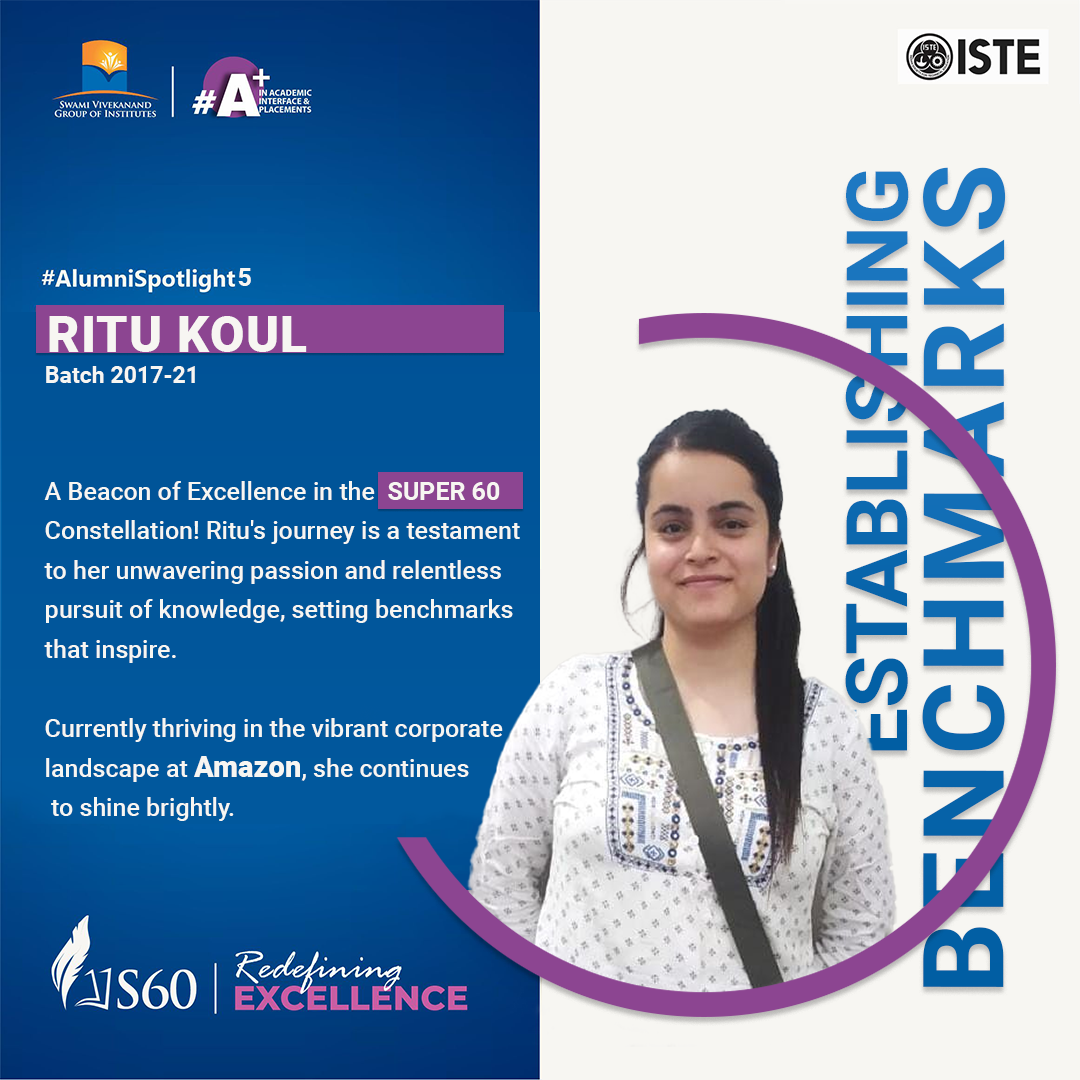 SWAMI VIVEKANAND
GROUP OF INSTITUTES
#A+
IN ACADEMIC
INTERFACE &
PLACEMENTS
ISTE
ISTE
#AlumniSpotlight5
RITU KOUL
Batch 2017-21
A Beacon of Excellence in the SUPER 60
Constellation! Ritu's journey is a testament
to her unwavering passion and relentless
pursuit of knowledge, setting benchmarks
that inspire.
Currently thriving in the vibrant corporate
landscape at Amazon, she continues
to shine brightly.
ESTABLISHING
BENCHMARKS
S60
Redefining
EXCELLENCE